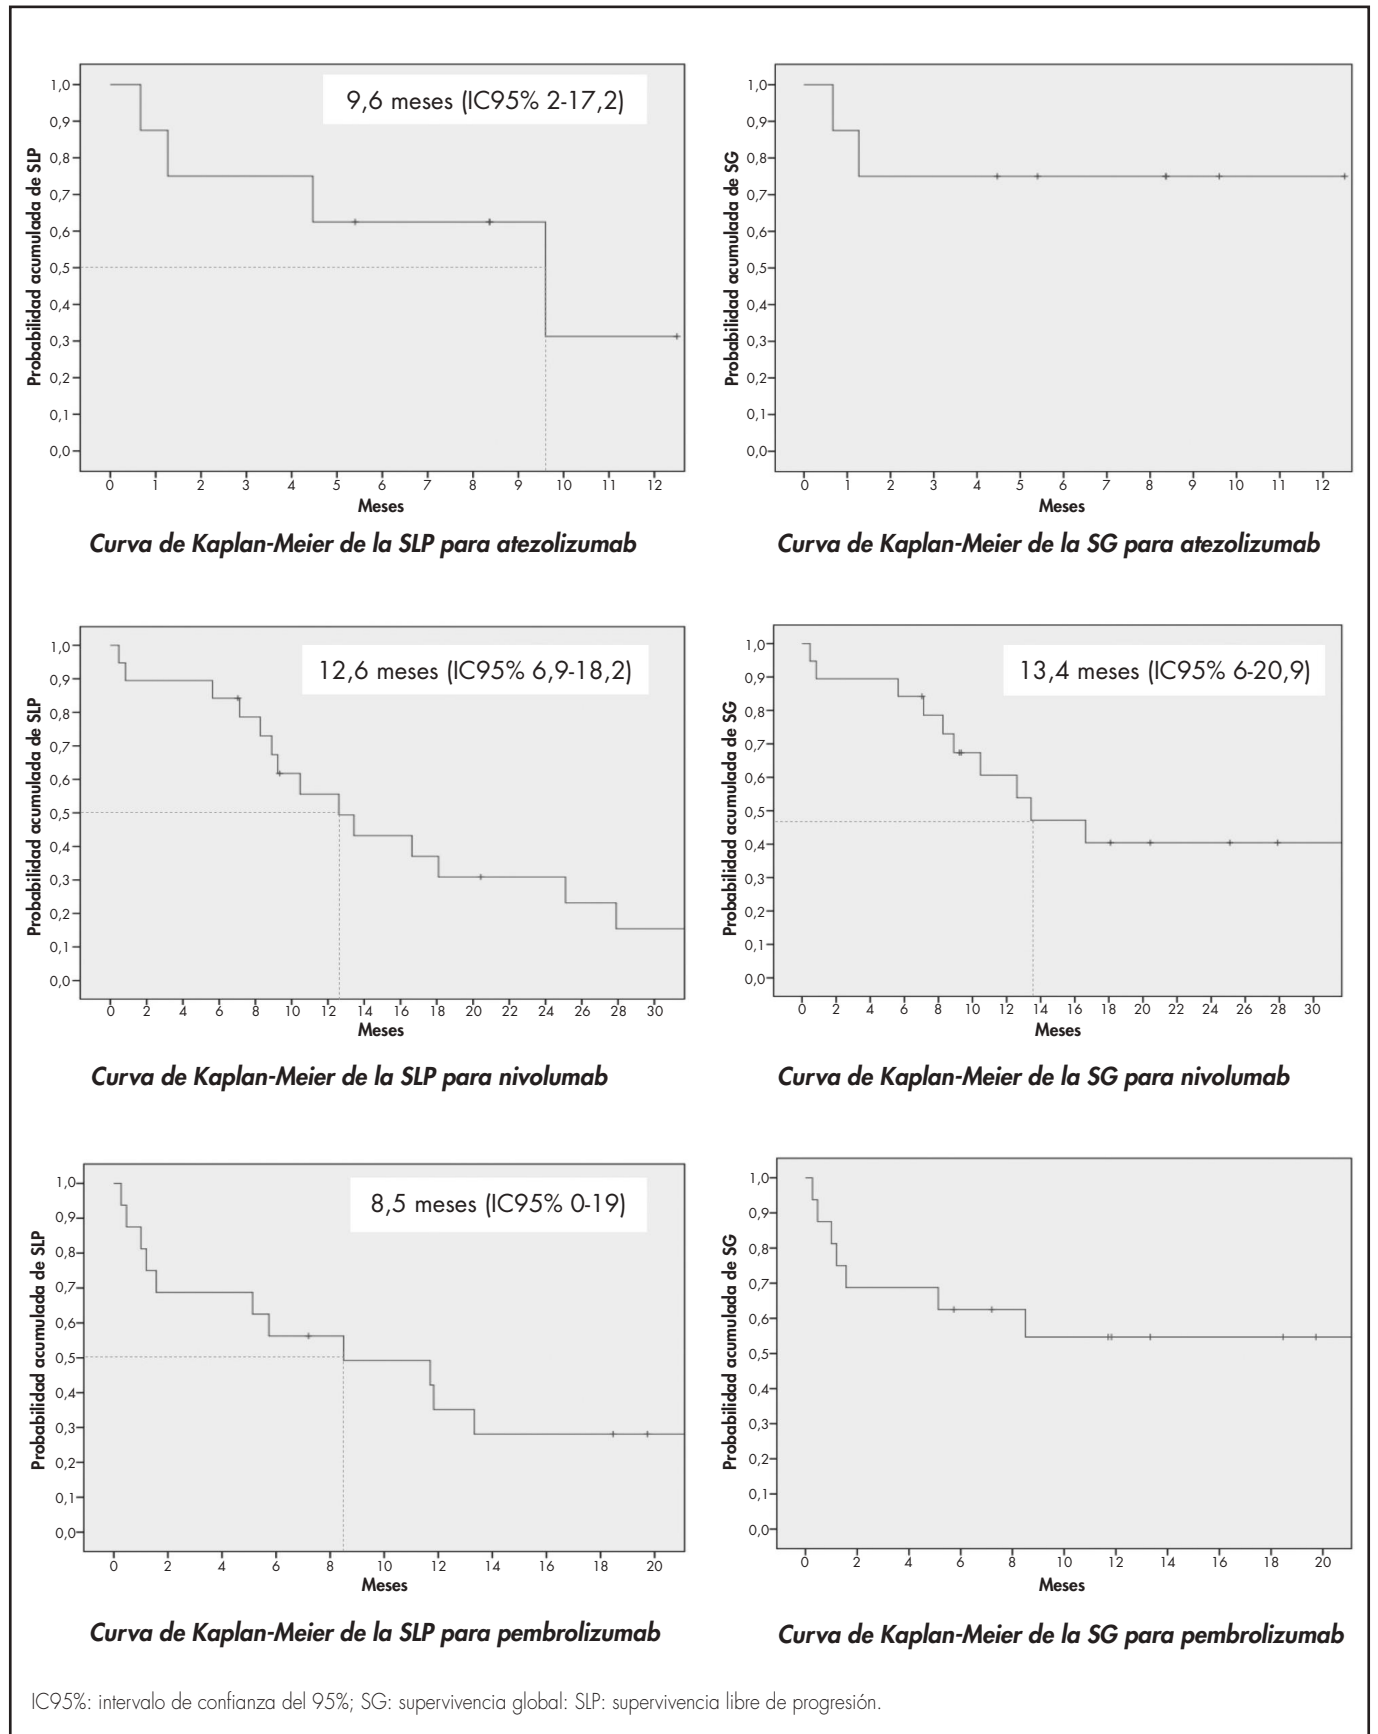 9,6 meses (IC95% 2-17,2)
Probabilidad acumulada de SLP
1,0
0,9
0,8
0,7
0,6
0,5
0,4
0,3
0,2
0,1
0,0
0 1 2 3 4 5 6 7 8 9 10 11 12
Meses
Curva de Kaplan-Meier de la SLP para atezolizumab
Probabilidad acumulada de SG
1,0
0,9
0,8
0,7
0,6
0,5
0,4
0,3
0,2
0,1
0,0
0 1 2 3 4 5 6 7 8 9 10 11 12
Meses
Curva de Kaplan-Meier de la SG para atezolizumab
12,6 meses (IC95% 6,9-18,2)
Probabilidad acumulada de SLP
1,0
0,9
0,8
0,7
0,6
0,5
0,4
0,3
0,2
0,1
0,0
0 2 4 6 8 10 12 14 16 18 20 22 24 26 28 30
Meses
Curva de Kaplan-Meier de la SLP para nivolumab
13,4 meses (IC95% 6-20,9)
Probabilidad acumulada de SG
1,0
0,9
0,8
0,7
0,6
0,5
0,4
0,3
0,2
0,1
0,0
0 2 4 6 8 10 12 14 16 18 20 22 24 26 28 30
Meses
Curva de Kaplan-Meier de la SG para nivolumab
8,5 meses (IC95% 0-19)
Probabilidad acumulada de SLP
1,0
0,9
0,8
0,7
0,6
0,5
0,4
0,3
0,2
0,1
0,0
0 2 4 6 8 10 12 14 16 18 20
Meses
Curva de Kaplan-Meier de la SLP para pembrolizumab
Probabilidad acumulada de SG
1,0
0,9
0,8
0,7
0,6
0,5
0,4
0,3
0,2
0,1
0,0
0 2 4 6 8 10 12 14 16 18 20
Meses
Curva de Kaplan-Meier de la SG para pembrolizumab
IC95%: intervalo de confianza del 95%; SG: supervivencia global: SLP: supervivencia libre de progresión.